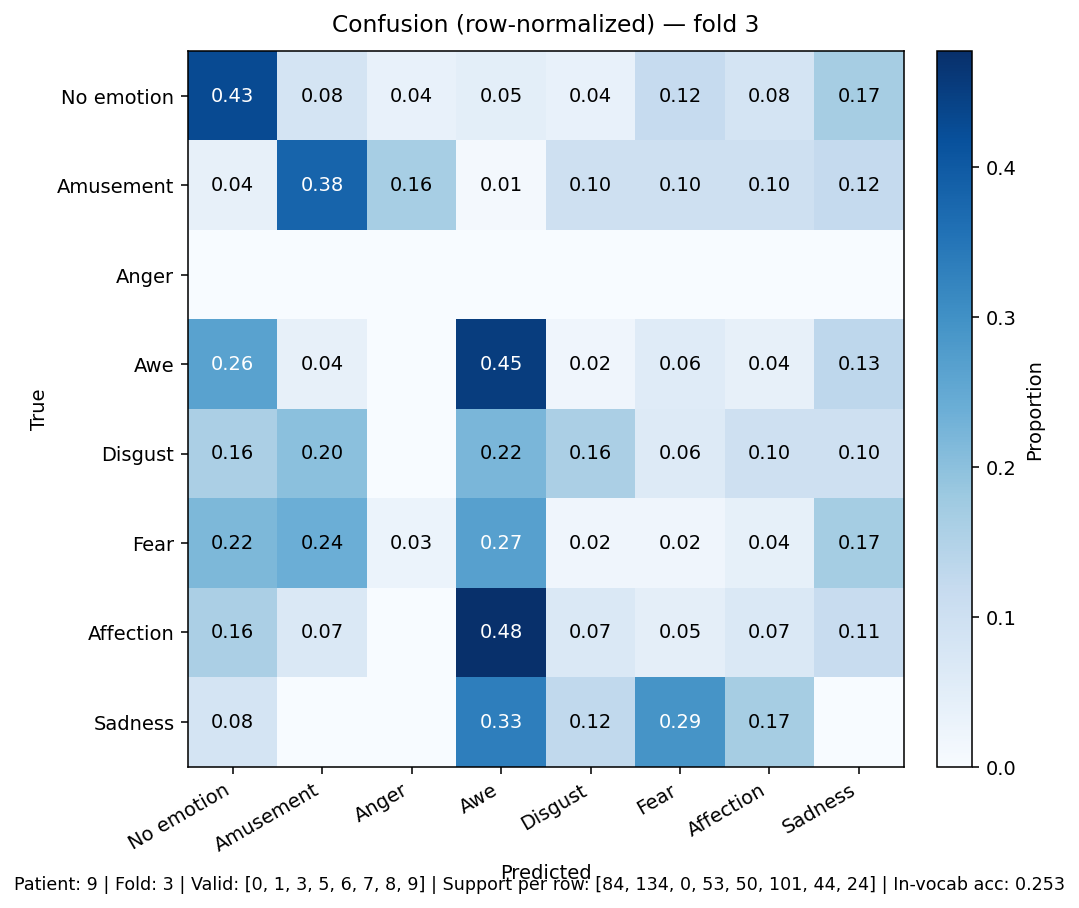 Confusion (row-normalized) — fold 3
No emotion 0.43 0.08 0.04 0.05 0.04 0.12 0.08 0.17
Amusement 0.04 0.38 0.16 0.01 0.10 0.10 0.10 0.12
Anger
Awe 0.26 0.04 0.45 0.02 0.06 0.04 0.13
Disgust 0.16 0.20 0.22 0.16 0.06 0.10 0.10
Fear 0.22 0.24 0.03 0.27 0.02 0.02 0.04 0.17
Affection 0.16 0.07 0.48 0.07 0.05 0.07 0.11
Sadness 0.08 0.33 0.12 0.29 0.17
True
No emotion Amusement Anger Awe Disgust Fear Affection Sadness
Predicted
0.4
0.3
0.2
0.1
0.0
Proportion
Patient: 9 | Fold: 3 | Valid: [0, 1, 3, 5, 6, 7, 8, 9] | Support per row: [84, 134, 0, 53, 50, 101, 44, 24] | In-vocab acc: 0.253